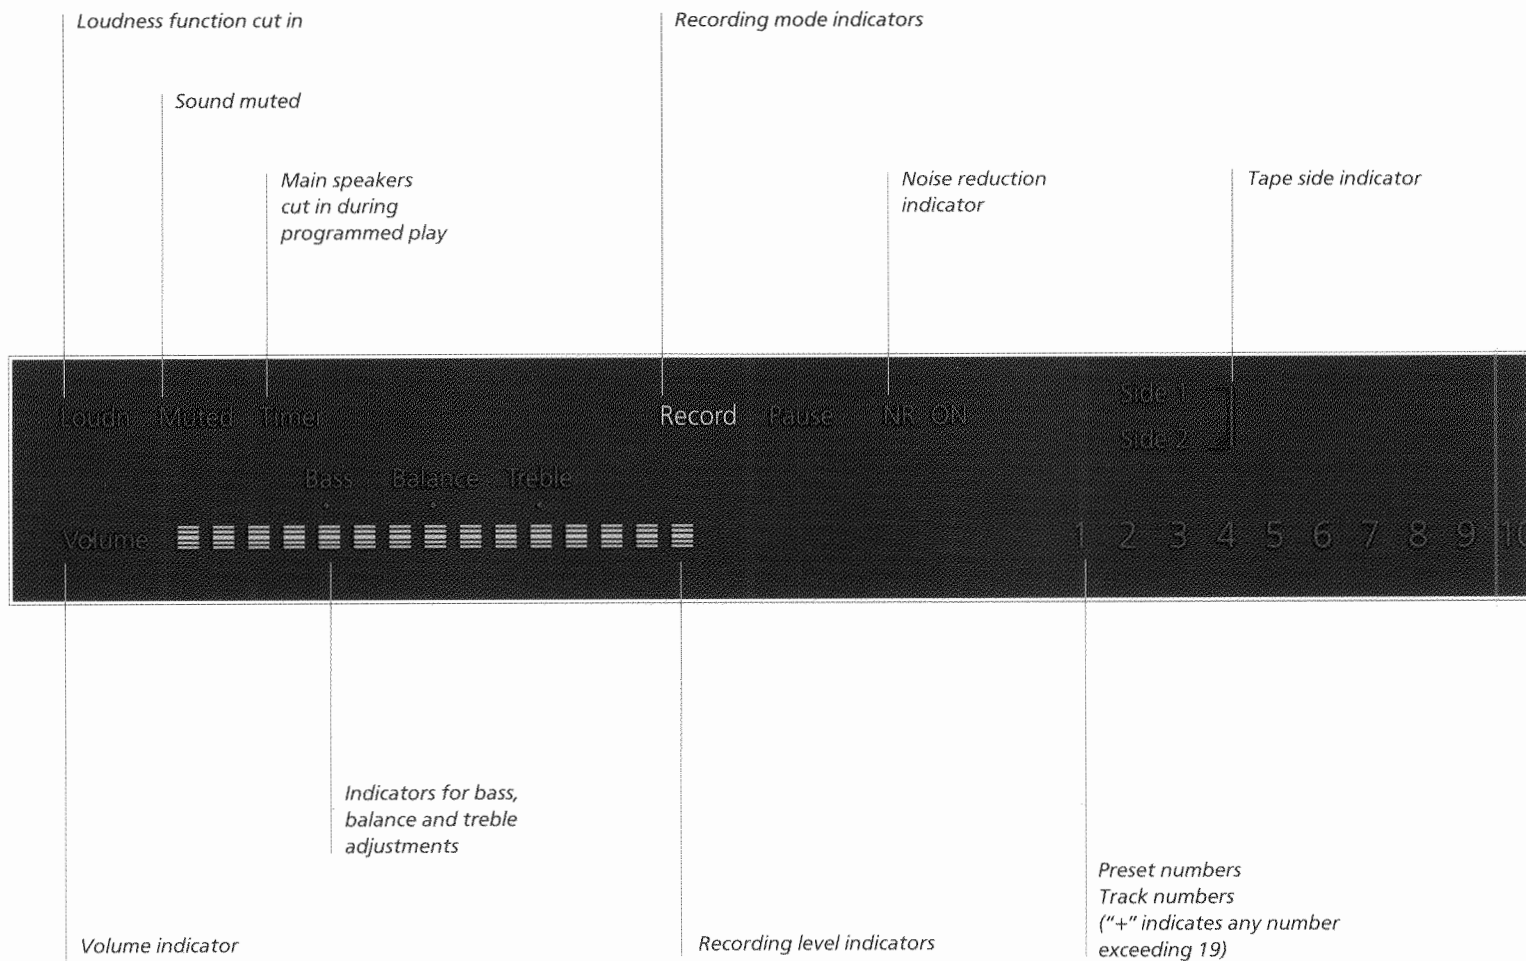 Loudness function cut in
Recording mode indicators
Sound muted
Main speakers
cut in during
programmed play
Noise reduction
indicator
Tape side indicator
Loudn Muted Timer
Record Pause NR ON
Side 1
Side 2
Bass Balance Treble
Volume
1 2 3 4 5 6 7 8 9 10
Indicators for bass,
balance and treble
adjustments
Preset numbers
Track numbers
("+" indicates any number
exceeding 19)
Volume indicator
Recording level indicators